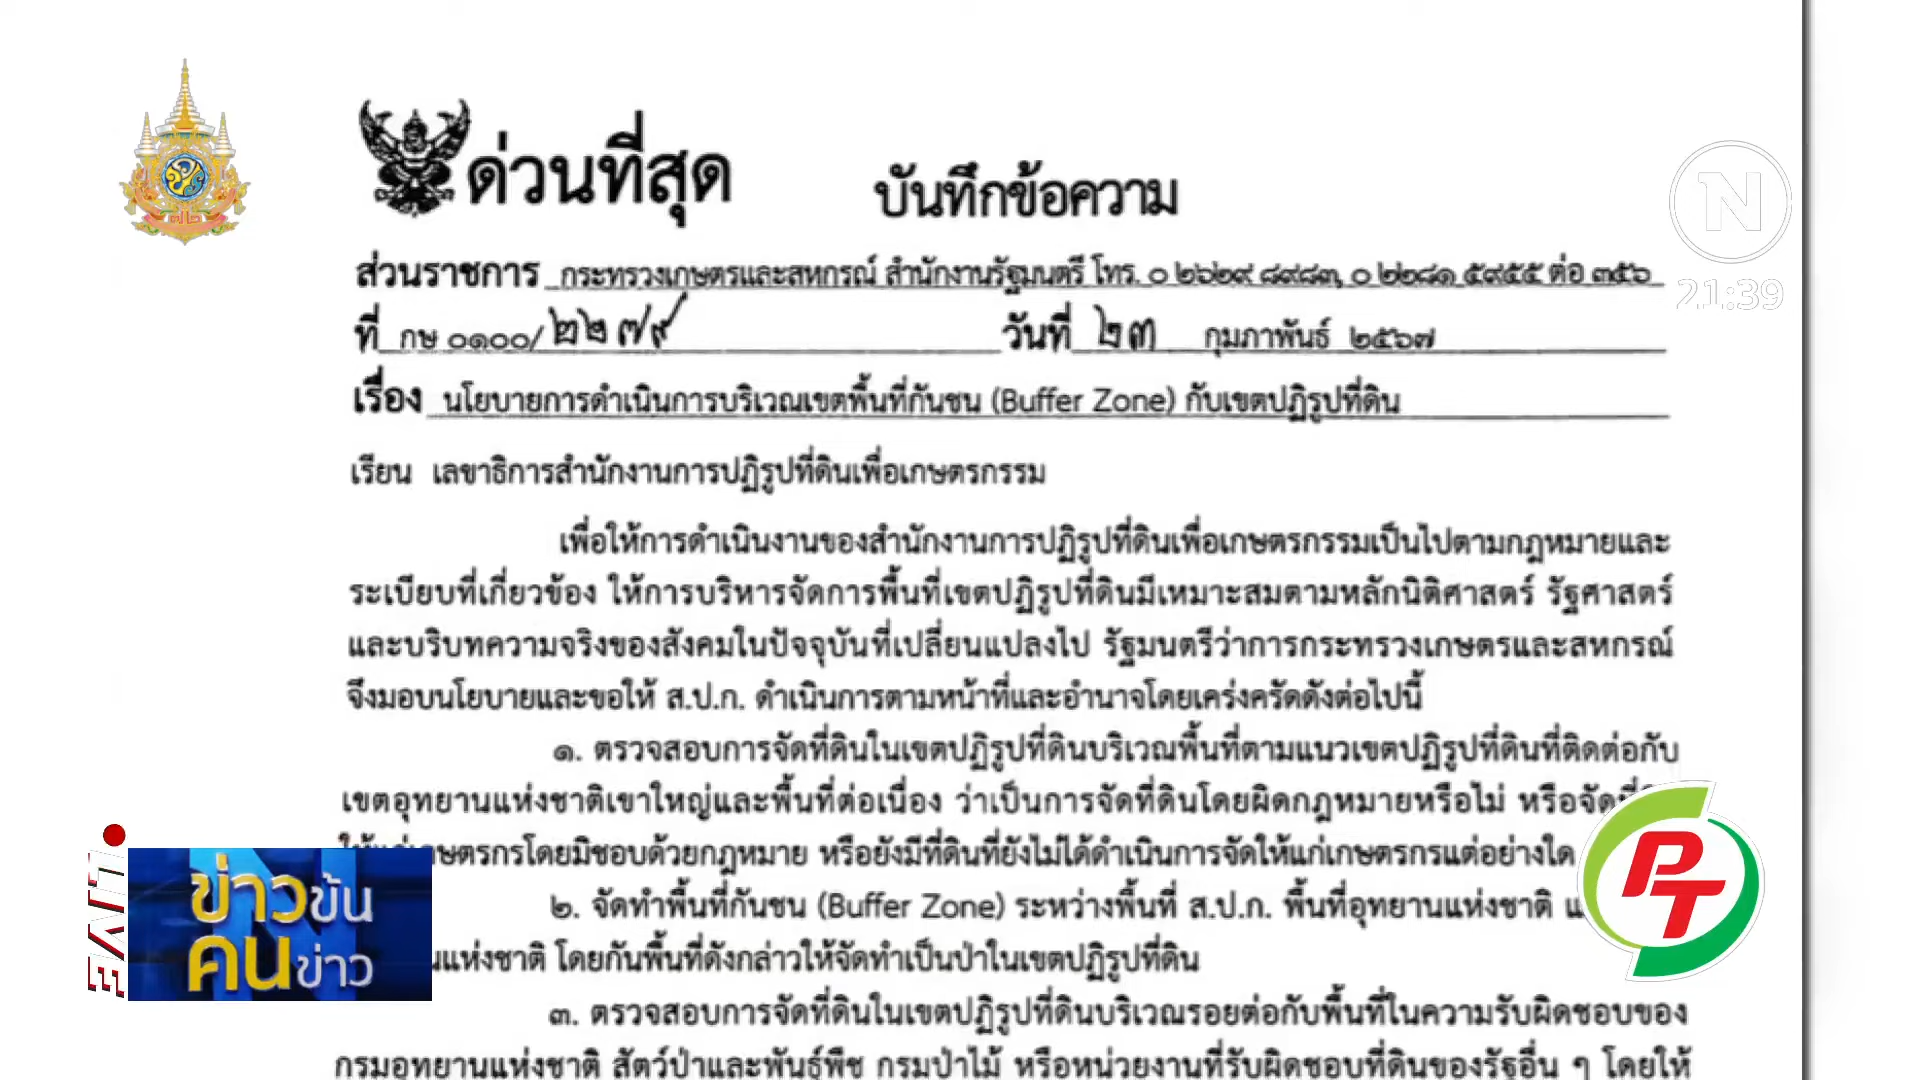 ด่วนที่สุด
บันทึกข้อความ
ส่วนราชการ กระทรวงเกษตรและสหกรณ์ สำนักงานรัฐมนตรี โทร. ๐ ๒๖๒๙ ๘๙๘๓, ๐ ๒๒๘๑ ๕๙๕๕ ต่อ ๓๕๖
N
21:39
ที่ กษ ๐๑๐๐/ ๒๒๗๙ วันที่ ๒๓ กุมภาพันธ์ ๒๕๖๗
เรื่อง นโยบายการดำเนินการบริเวณเขตพื้นที่กันชน (Buffer Zone) กับเขตปฏิรูปที่ดิน
เรียน เลขาธิการสำนักงานการปฏิรูปที่ดินเพื่อเกษตรกรรม
เพื่อให้การดำเนินงานของสำนักงานการปฏิรูปที่ดินเพื่อเกษตรกรรมเป็นไปตามกฎหมายและ
ระเบียบที่เกี่ยวข้อง ให้การบริหารจัดการพื้นที่เขตปฏิรูปที่ดินมีเหมาะสมตามหลักนิติศาสตร์ รัฐศาสตร์
และบริบทความจริงของสังคมในปัจจุบันที่เปลี่ยนแปลงไป รัฐมนตรีว่าการกระทรวงเกษตรและสหกรณ์
จึงมอบนโยบายและขอให้ ส.ป.ก. ดำเนินการตามหน้าที่และอำนาจโดยเคร่งครัดดังต่อไปนี้
๑. ตรวจสอบการจัดที่ดินในเขตปฏิรูปที่ดินบริเวณพื้นที่ตามแนวเขตปฏิรูปที่ดินที่ติดต่อกับ
เขตอุทยานแห่งชาติเขาใหญ่และพื้นที่ต่อเนื่อง ว่าเป็นการจัดที่ดินโดยผิดกฎหมายหรือไม่ หรือจัดที่ดิน
ให้แก่เกษตรกรโดยมิชอบด้วยกฎหมาย หรือยังมีที่ดินที่ยังไม่ได้ดำเนินการจัดให้แก่เกษตรกรแต่อย่างใด
๒. จัดทำพื้นที่กันชน (Buffer Zone) ระหว่างพื้นที่ ส.ป.ก. พื้นที่อุทยานแห่งชาติ
แห่งชาติ โดยกันพื้นที่ดังกล่าวให้จัดทำเป็นป่าในเขตปฏิรูปที่ดิน
๓. ตรวจสอบการจัดที่ดินในเขตปฏิรูปที่ดินบริเวณรอยต่อกับพื้นที่ในความรับผิดชอบของ
กรมอุทยานแห่งชาติ สัตว์ป่าและพันธุ์พืช กรมป่าไม้ หรือหน่วยงานที่รับผิดชอบที่ดินของรัฐอื่น ๆ โดยให้
LIVE
ข่าวข้น
คนข่าว
PT